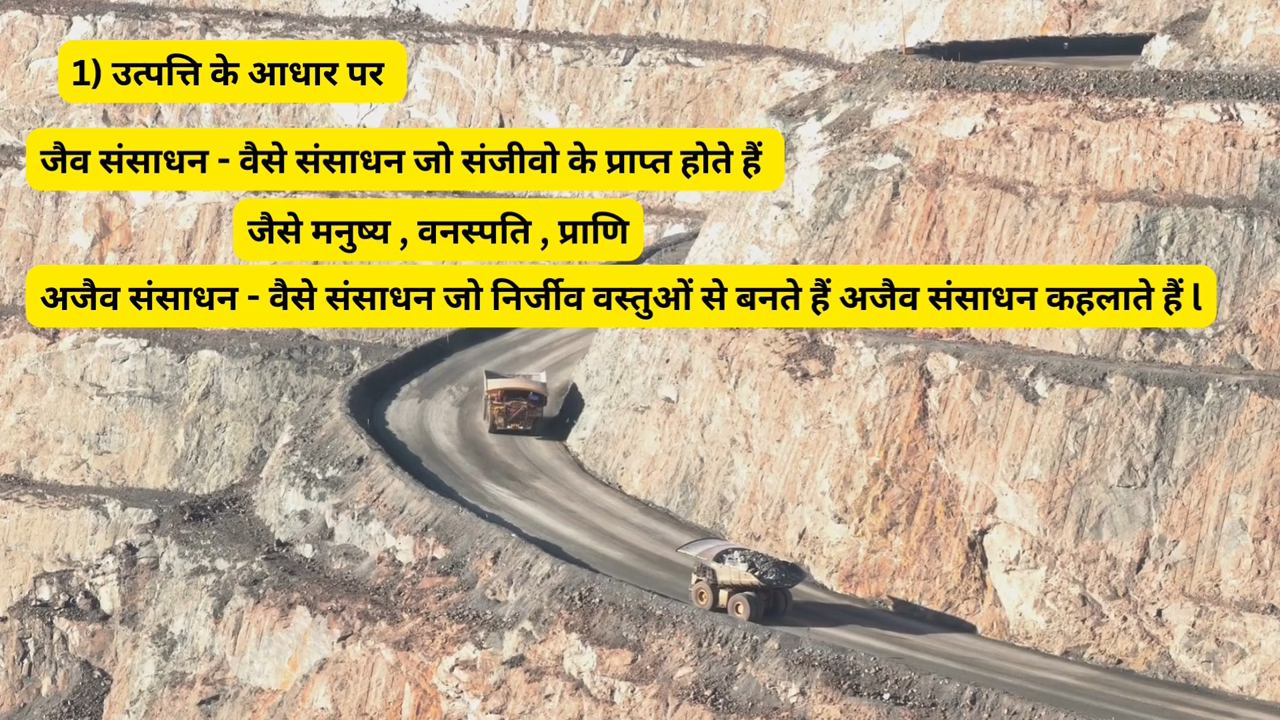 1) उत्पत्ति के आधार पर
जैव संसाधन - वैसे संसाधन जो संजीवो के प्राप्त होते हैं
जैसे मनुष्य , वनस्पति , प्राणि
अजैव संसाधन - वैसे संसाधन जो निर्जीव वस्तुओं से बनते हैं अजैव संसाधन कहलाते हैं l